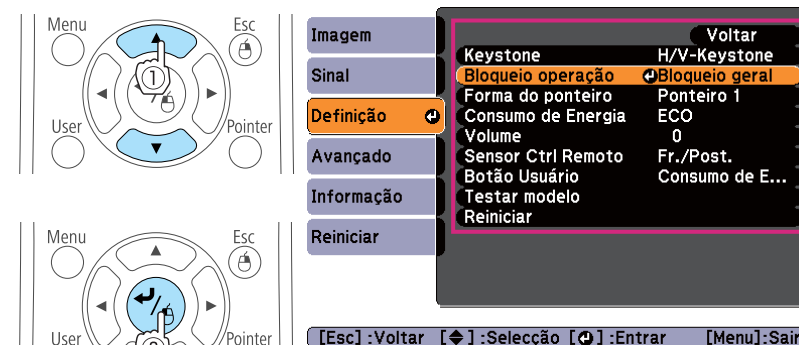 Menu
Esc
1
User
Pointer
Menu
Esc
User
Pointer
Imagem
Sinal
Definição
Avançado
Informação
Reiniciar
Voltar
Keystone H/V-Keystone
Bloqueio operação Bloqueio geral
Forma do ponteiro Ponteiro 1
Consumo de Energia ECO
Volume 0
Sensor Ctrl Remoto Fr./Post.
Botão Usuário Consumo de E...
Testar modelo
Reiniciar
[Esc] :Voltar [◆] :Selecção [⏎] :Entrar [Menu]:Sair